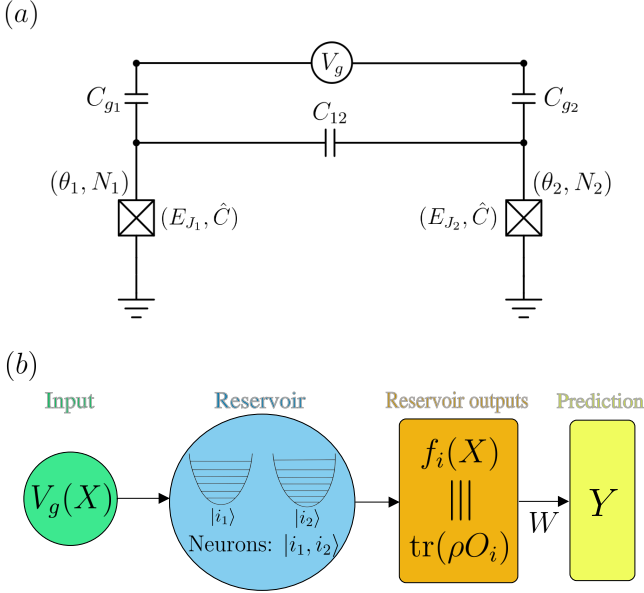 (a)
V_g
C_{g_1}
C_{12}
C_{g_2}
(θ_1, N_1)
(θ_2, N_2)
(E_{J_1}, Ĉ)
(E_{J_2}, Ĉ)
(b)
Input
Reservoir
Reservoir outputs
Prediction
V_g(X)
|i_1⟩
|i_2⟩
Neurons: |i_1, i_2⟩
f_i(X)
tr(ρO_i)
W
Y